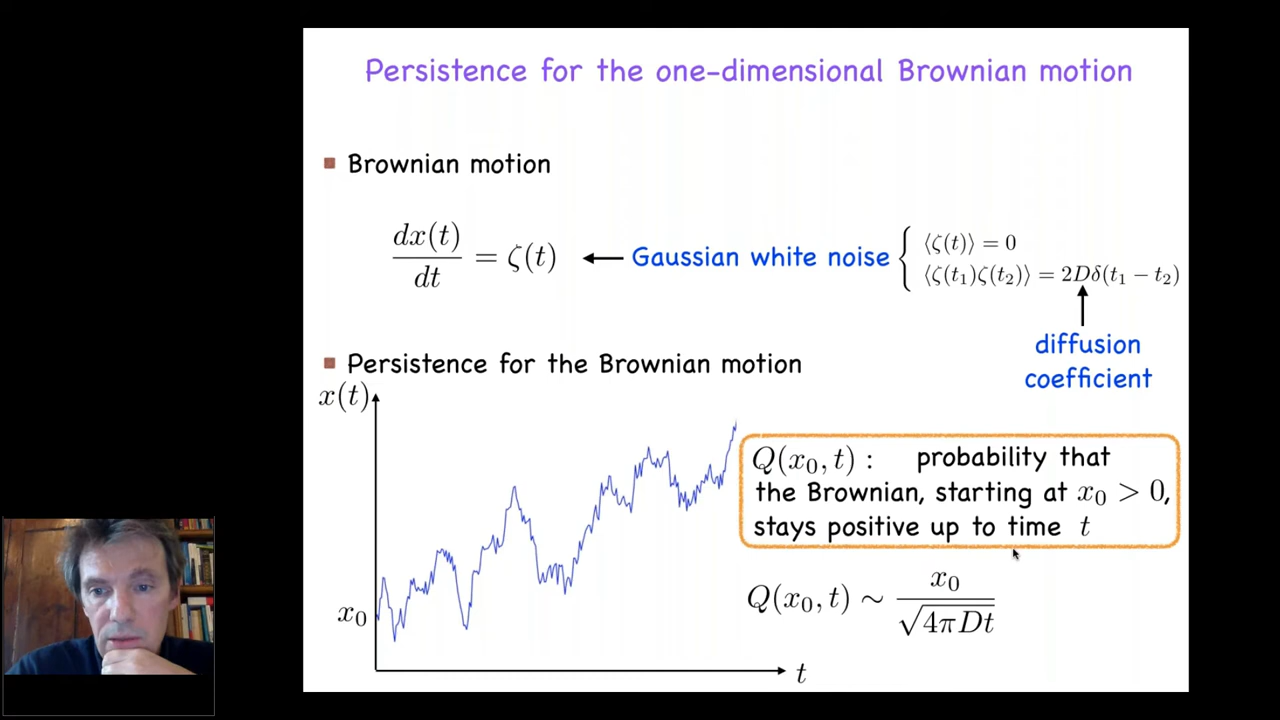 Persistence for the one-dimensional Brownian motion
Brownian motion
dx(t)/dt = ζ(t)
Gaussian white noise
⟨ζ(t)⟩ = 0
⟨ζ(t₁)ζ(t₂)⟩ = 2Dδ(t₁ − t₂)
diffusion
coefficient
Persistence for the Brownian motion
x(t)
x₀
t
Q(x₀, t) : probability that
the Brownian, starting at x₀ > 0,
stays positive up to time t
Q(x₀, t) ∼ x₀/√(4πDt)